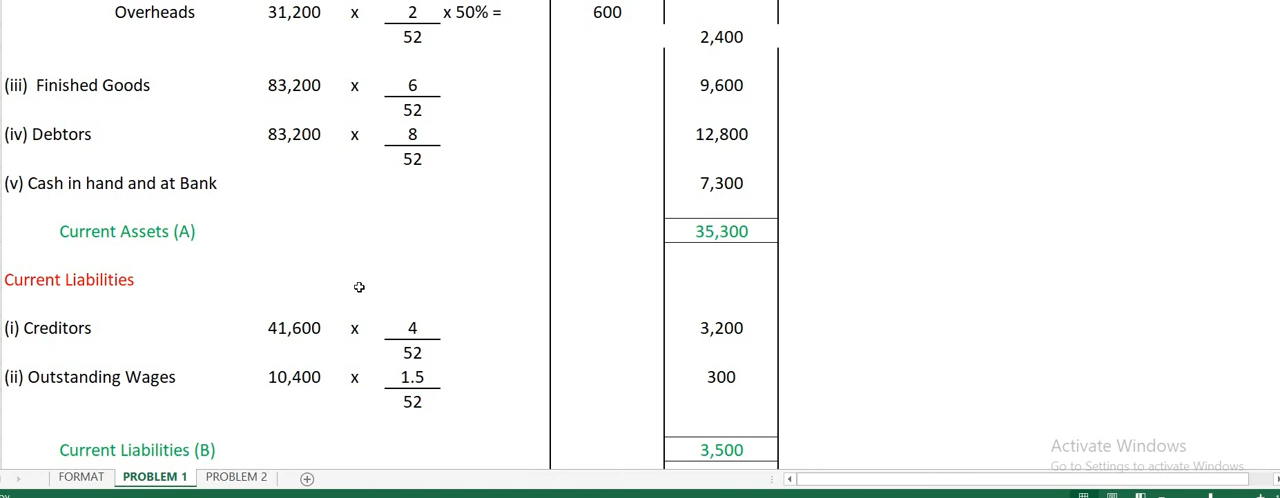 Overheads 31,200 x 2 x 50% = 600
52 2,400
(iii) Finished Goods 83,200 x 6 9,600
52
(iv) Debtors 83,200 x 8 12,800
52
(v) Cash in hand and at Bank 7,300
Current Assets (A) 35,300
Current Liabilities
(i) Creditors 41,600 x 4 3,200
52
(ii) Outstanding Wages 10,400 x 1.5 300
52
Current Liabilities (B) 3,500
Activate Windows
Go to Settings to activate Windows.
FORMAT PROBLEM 1 PROBLEM 2